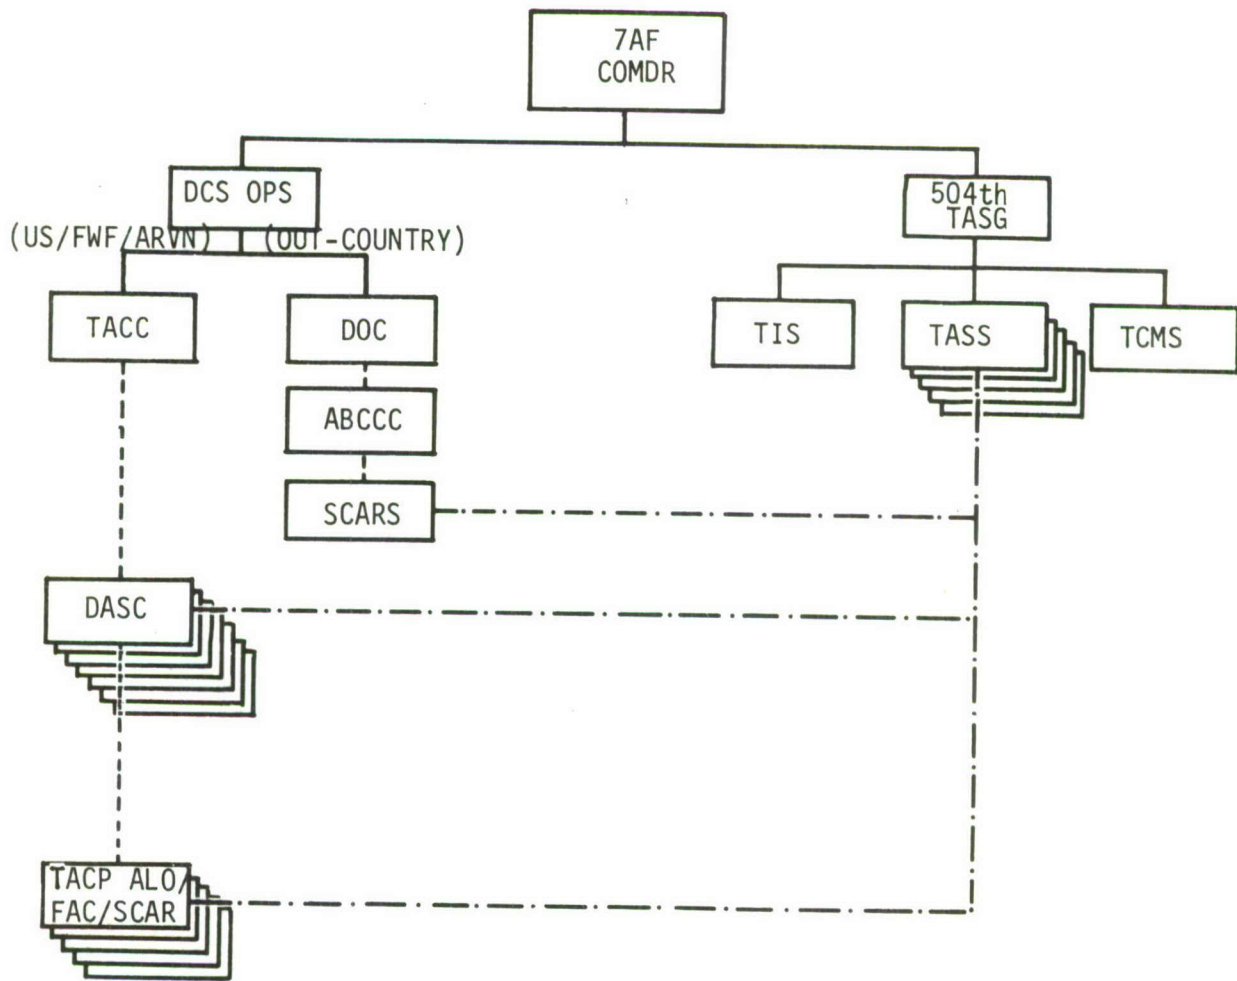 7AF
COMDR
DCS OPS
504th
TASG
(US/FWF/ARVN) (OUT-COUNTRY)
TACC
DOC
TIS
TASS
TCMS
ABCCC
SCARS
DASC
TACP ALO/
FAC/SCAR